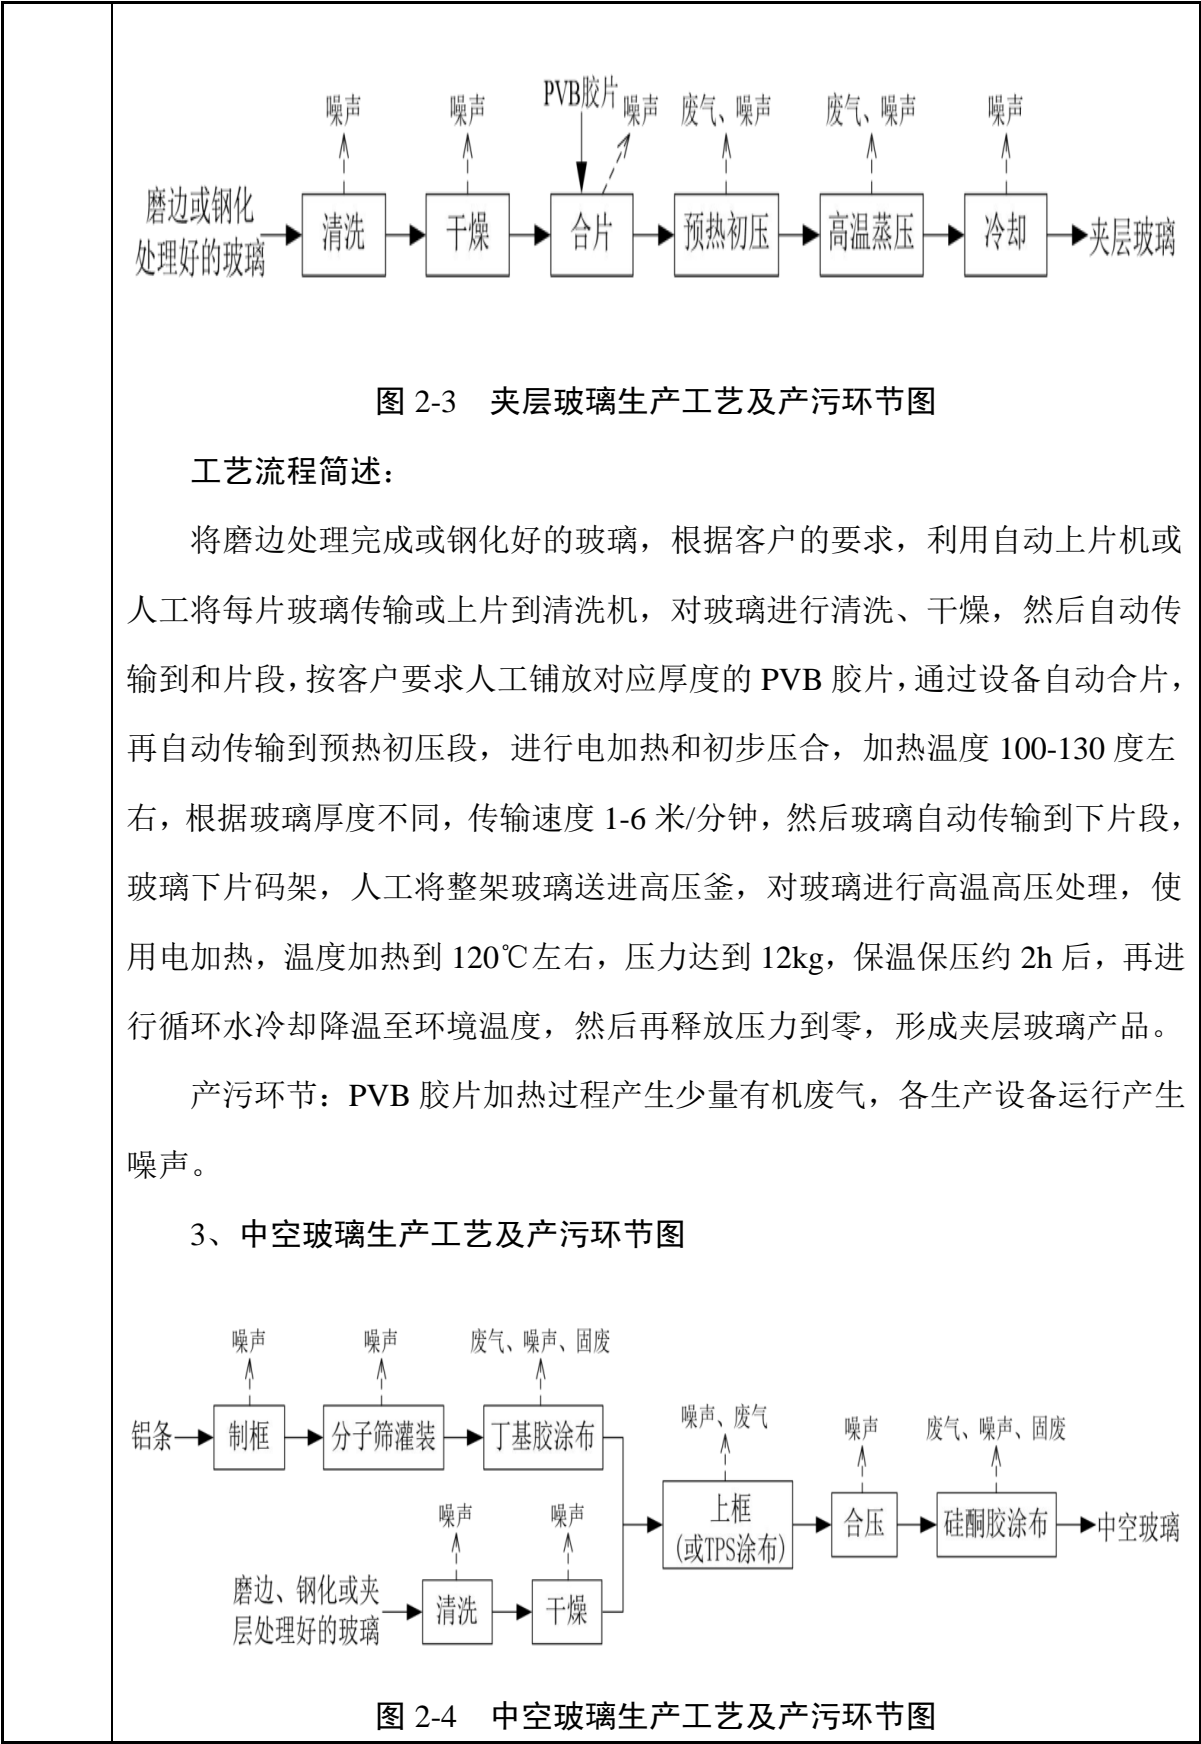 噪声 噪声 PVB胶片 噪声 废气、噪声 废气、噪声 噪声
磨边或钢化
处理好的玻璃
清洗 干燥 合片 预热初压 高温蒸压 冷却 夹层玻璃
图 2-3 夹层玻璃生产工艺及产污环节图
工艺流程简述：
将磨边处理完成或钢化好的玻璃，根据客户的要求，利用自动上片机或
人工将每片玻璃传输或上片到清洗机，对玻璃进行清洗、干燥，然后自动传
输到和片段，按客户要求人工铺放对应厚度的 PVB 胶片，通过设备自动合片，
再自动传输到预热初压段，进行电加热和初步压合，加热温度 100-130 度左
右，根据玻璃厚度不同，传输速度 1-6 米/分钟，然后玻璃自动传输到下片段，
玻璃下片码架，人工将整架玻璃送进高压釜，对玻璃进行高温高压处理，使
用电加热，温度加热到 120℃左右，压力达到 12kg，保温保压约 2h 后，再进
行循环水冷却降温至环境温度，然后再释放压力到零，形成夹层玻璃产品。
产污环节：PVB 胶片加热过程产生少量有机废气，各生产设备运行产生
噪声。
3、中空玻璃生产工艺及产污环节图
噪声 噪声 废气、噪声、固废
铝条 制框 分子筛灌装 丁基胶涂布
噪声、废气 噪声 废气、噪声、固废
上框
(或TPS涂布)
合压 硅酮胶涂布 中空玻璃
噪声 噪声
磨边、钢化或夹
层处理好的玻璃
清洗 干燥
图 2-4 中空玻璃生产工艺及产污环节图